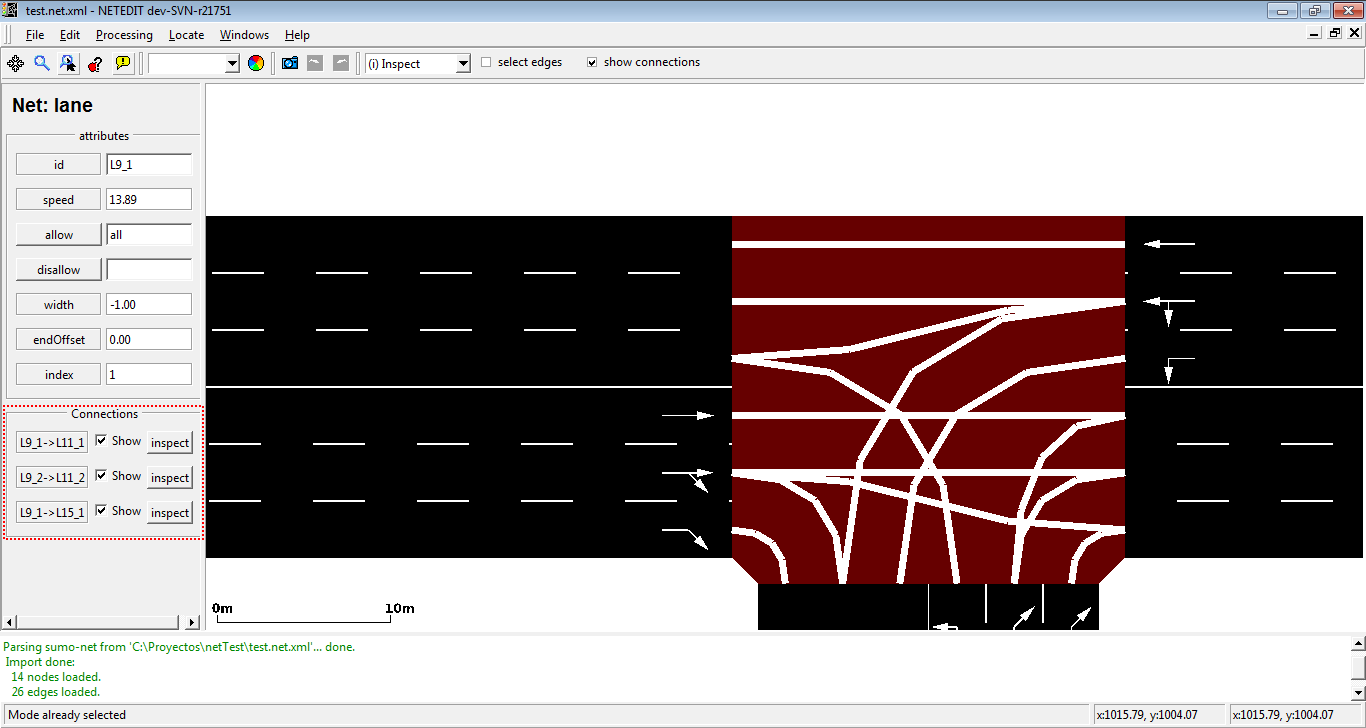 test.net.xml - NETEDIT dev-SVN-r21751
File Edit Processing Locate Windows Help
(i) Inspect select edges show connections
Net: lane
attributes
id L9_1
speed 13.89
allow all
disallow
width -1.00
endOffset 0.00
index 1
Connections
L9_1->L11_1 Show inspect
L9_2->L11_2 Show inspect
L9_1->L15_1 Show inspect
0m 10m
Parsing sumo-net from 'C:\Proyectos\netTest\test.net.xml'... done.
Import done:
14 nodes loaded.
26 edges loaded.
Mode already selected x:1015.79, y:1004.07 x:1015.79, y:1004.07